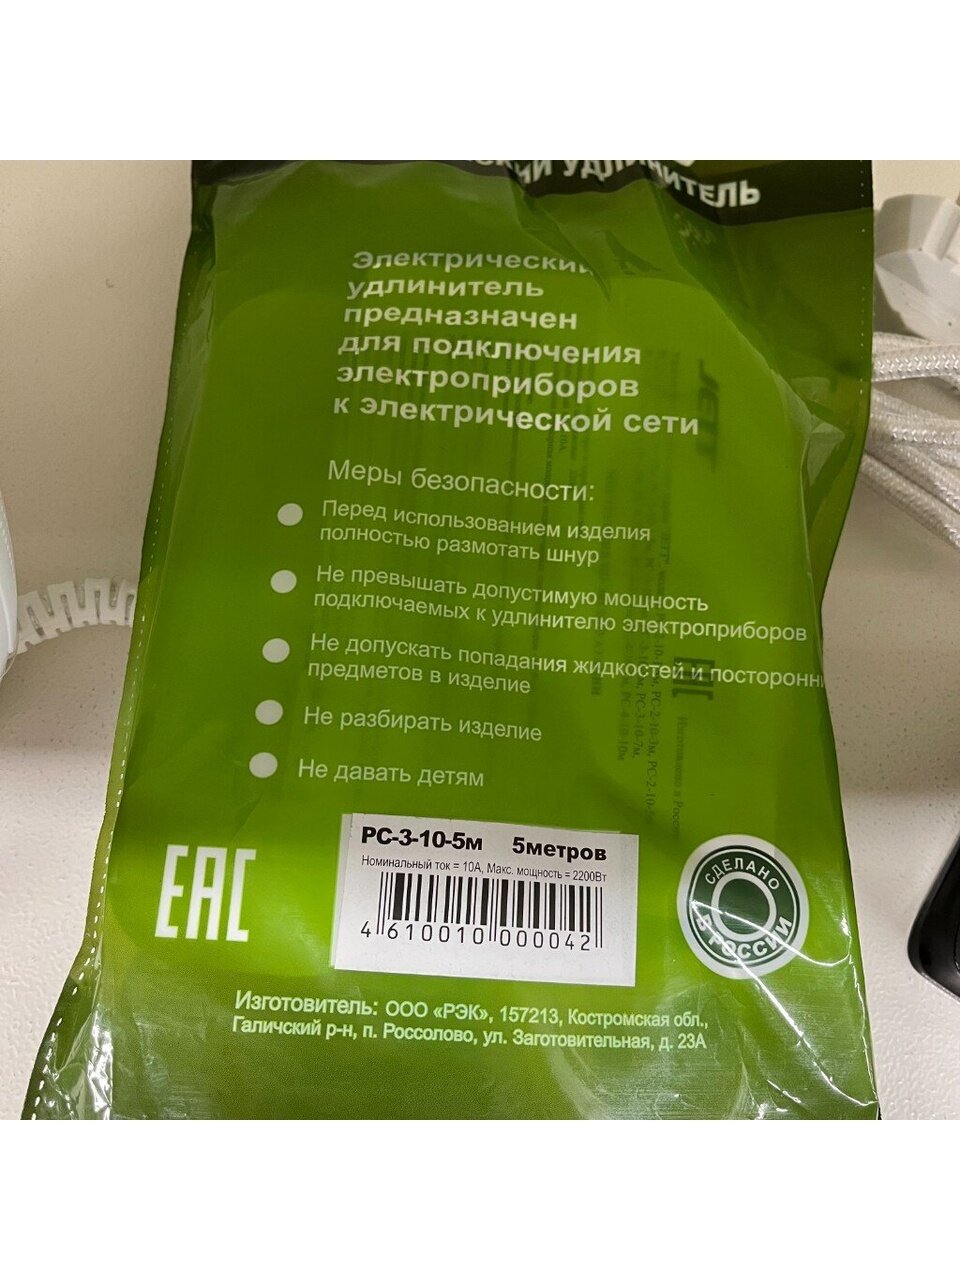 УДЛИНИТЕЛЬ
Электрический
удлинитель
предназначен
для подключения
электроприборов
к электрической сети
Меры безопасности:
Перед использованием изделия
полностью размотать шнур
Не превышать допустимую мощность
подключаемых к удлинителю электроприборов
Не допускать попадания жидкостей и посторонни
предметов в изделие
Не разбирать изделие
Не давать детям
РС-3-10-5м 5метров
Номинальный ток = 10А, Макс. мощность = 2200Вт
4 610010 000042
EAC
СДЕЛАНО
В РОССИИ
Изготовитель: ООО «РЭК», 157213, Костромская обл.,
Галичский р-н, п. Россолово, ул. Заготовительная, д. 23А
JETT
EAC